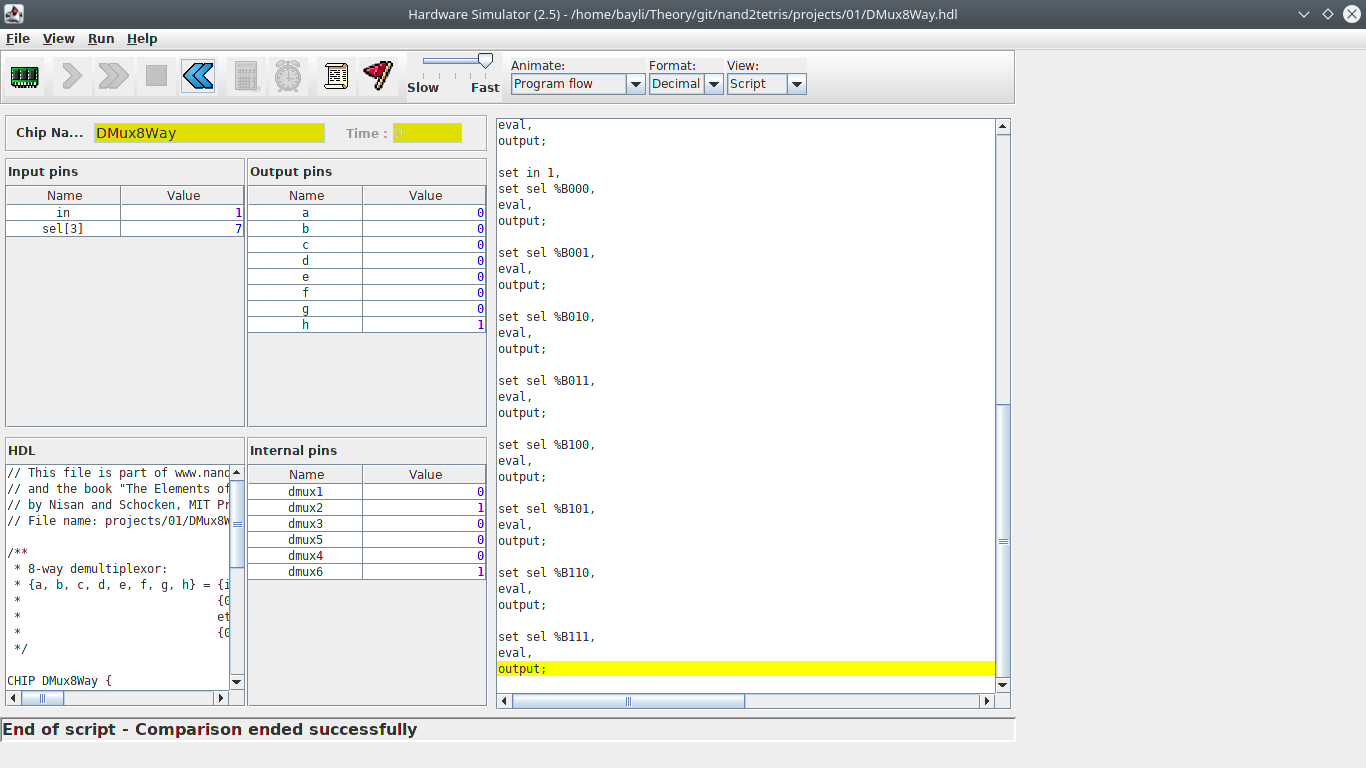 Hardware Simulator (2.5) - /home/bayli/Theory/git/nand2tetris/projects/01/DMux8Way.hdl
File View Run Help
Slow Fast
Animate: Format: View:
Program flow Decimal Script
Chip Na... DMux8Way Time : 0
Input pins
Name Value
in 1
sel[3] 7
Output pins
Name Value
a 0
b 0
c 0
d 0
e 0
f 0
g 0
h 1
HDL
// This file is part of www.nand
// and the book "The Elements of
// by Nisan and Schocken, MIT Pr
// File name: projects/01/DMux8W
/**
* 8-way demultiplexor:
* {a, b, c, d, e, f, g, h} = {i
* {0
* et
* {0
*/
CHIP DMux8Way {
Internal pins
Name Value
dmux1 0
dmux2 1
dmux3 0
dmux5 0
dmux4 0
dmux6 1
eval,
output;
set in 1,
set sel %B000,
eval,
output;
set sel %B001,
eval,
output;
set sel %B010,
eval,
output;
set sel %B011,
eval,
output;
set sel %B100,
eval,
output;
set sel %B101,
eval,
output;
set sel %B110,
eval,
output;
set sel %B111,
eval,
output;
End of script - Comparison ended successfully